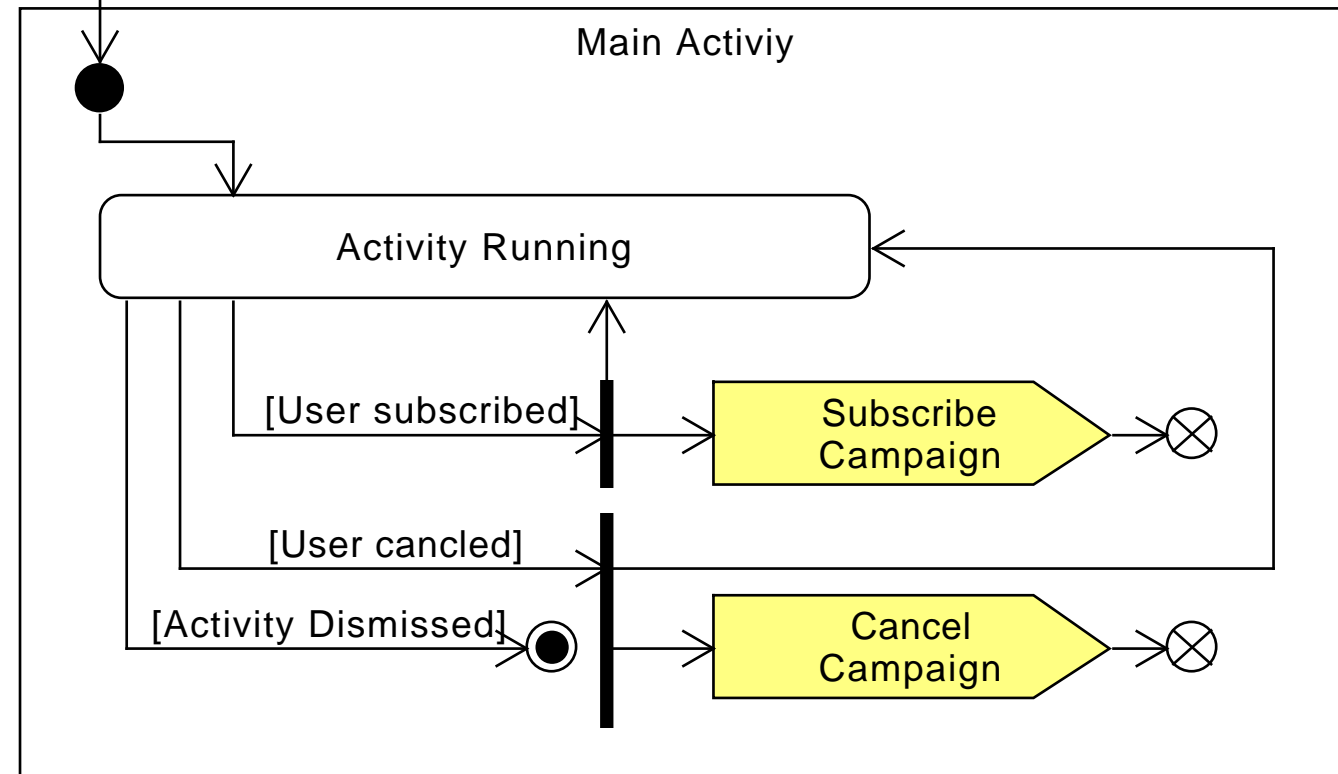 Main Activiy
Activity Running
[User subscribed]
Subscribe
Campaign
[User cancled]
[Activity Dismissed]
Cancel
Campaign